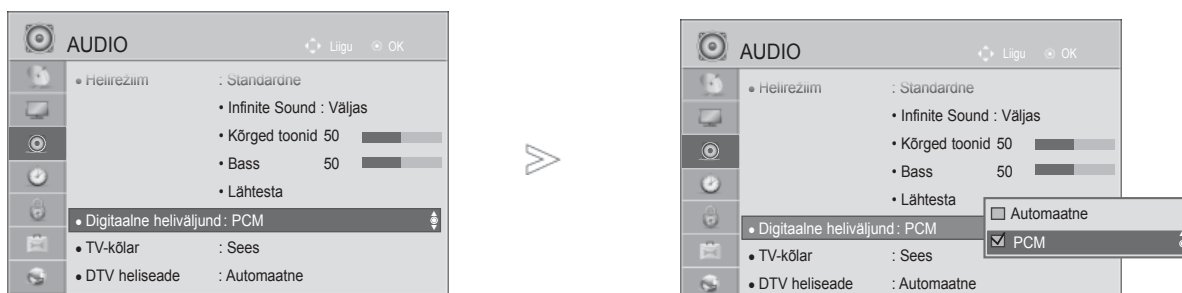 AUDIO
Liigu OK
• Helirežiim : Standardne
• Infinite Sound : Väljas
• Kõrged toonid 50
• Bass 50
• Lähtesta
• Digitaalne heliväljund : PCM
• TV-kõlar : Sees
• DTV heliseade : Automaatne
AUDIO
Liigu OK
• Helirežiim : Standardne
• Infinite Sound : Väljas
• Kõrged toonid 50
• Bass 50
• Lähtesta
• Digitaalne heliväljund : PCM
• TV-kõlar : Sees
• DTV heliseade : Automaatne
Automaatne
PCM